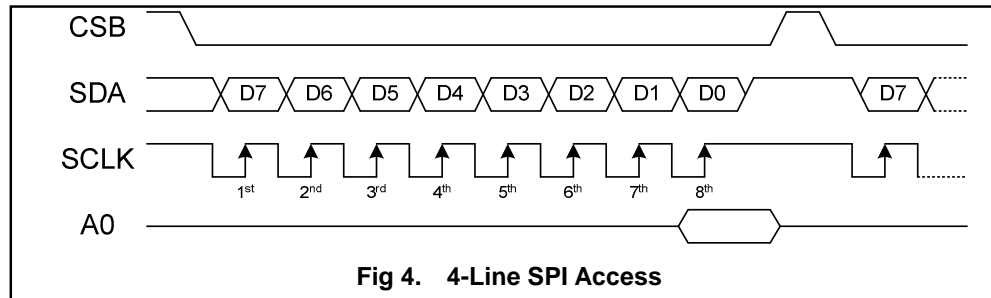 CSB
SDA D7 D6 D5 D4 D3 D2 D1 D0 D7
SCLK
1st 2nd 3rd 4th 5th 6th 7th 8th
A0
Fig 4. 4-Line SPI Access